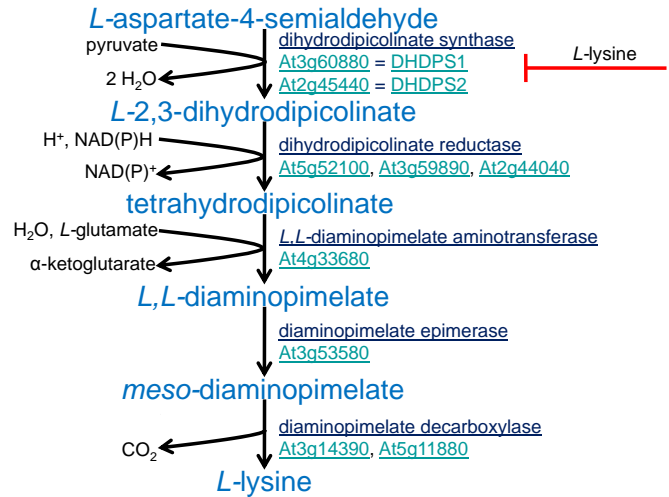 L-aspartate-4-semialdehyde
pyruvate
2 H₂O
dihydrodipicolinate synthase
At3g60880 = DHDPS1
At2g45440 = DHDPS2
L-lysine
L-2,3-dihydrodipicolinate
H⁺, NAD(P)H
NAD(P)⁺
dihydrodipicolinate reductase
At5g52100, At3g59890, At2g44040
tetrahydrodipicolinate
H₂O, L-glutamate
α-ketoglutarate
L,L-diaminopimelate aminotransferase
At4g33680
L,L-diaminopimelate
diaminopimelate epimerase
At3g53580
meso-diaminopimelate
CO₂
diaminopimelate decarboxylase
At3g14390, At5g11880
L-lysine